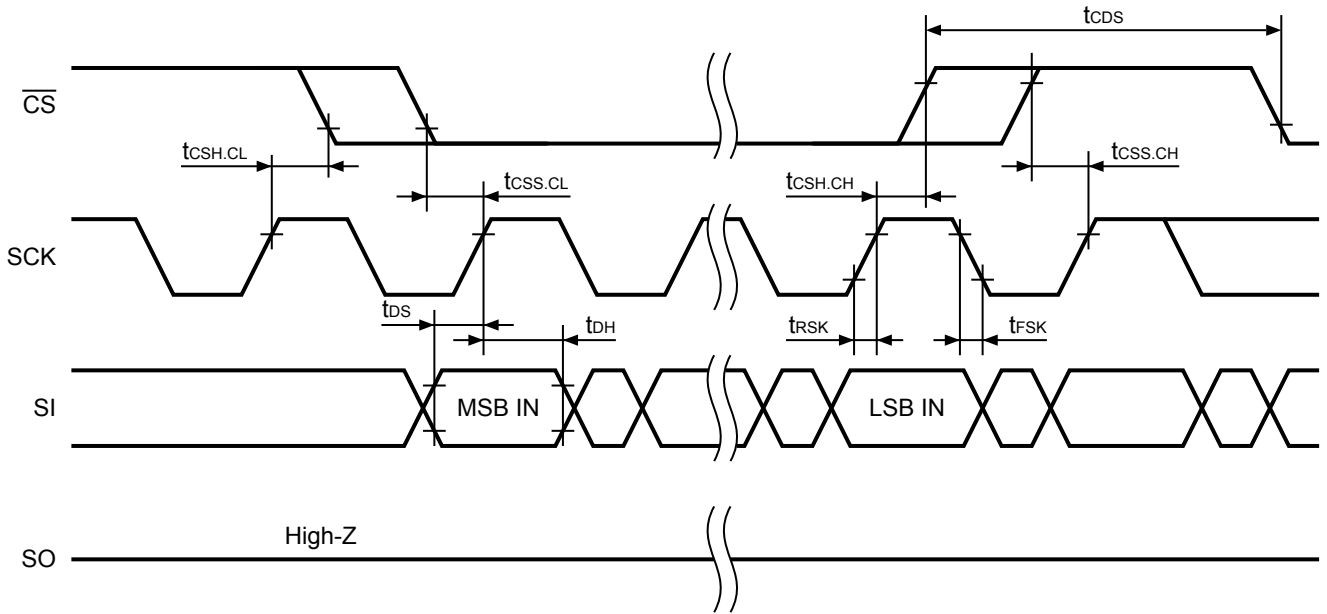 tCDS
CS
tCSH.CL
tCSS.CL
tCSH.CH
tCSS.CH
SCK
tDS
tDH
tRSK
tFSK
SI
MSB IN
LSB IN
High-Z
SO